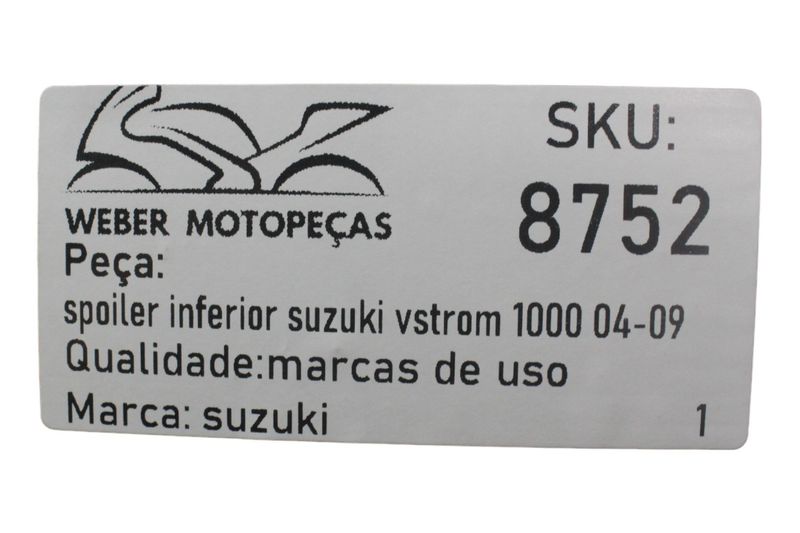 WEBER MOTOPEÇAS
SKU:
8752
Peça:
spoiler inferior suzuki vstrom 1000 04-09
Qualidade:marcas de uso
Marca: suzuki
1